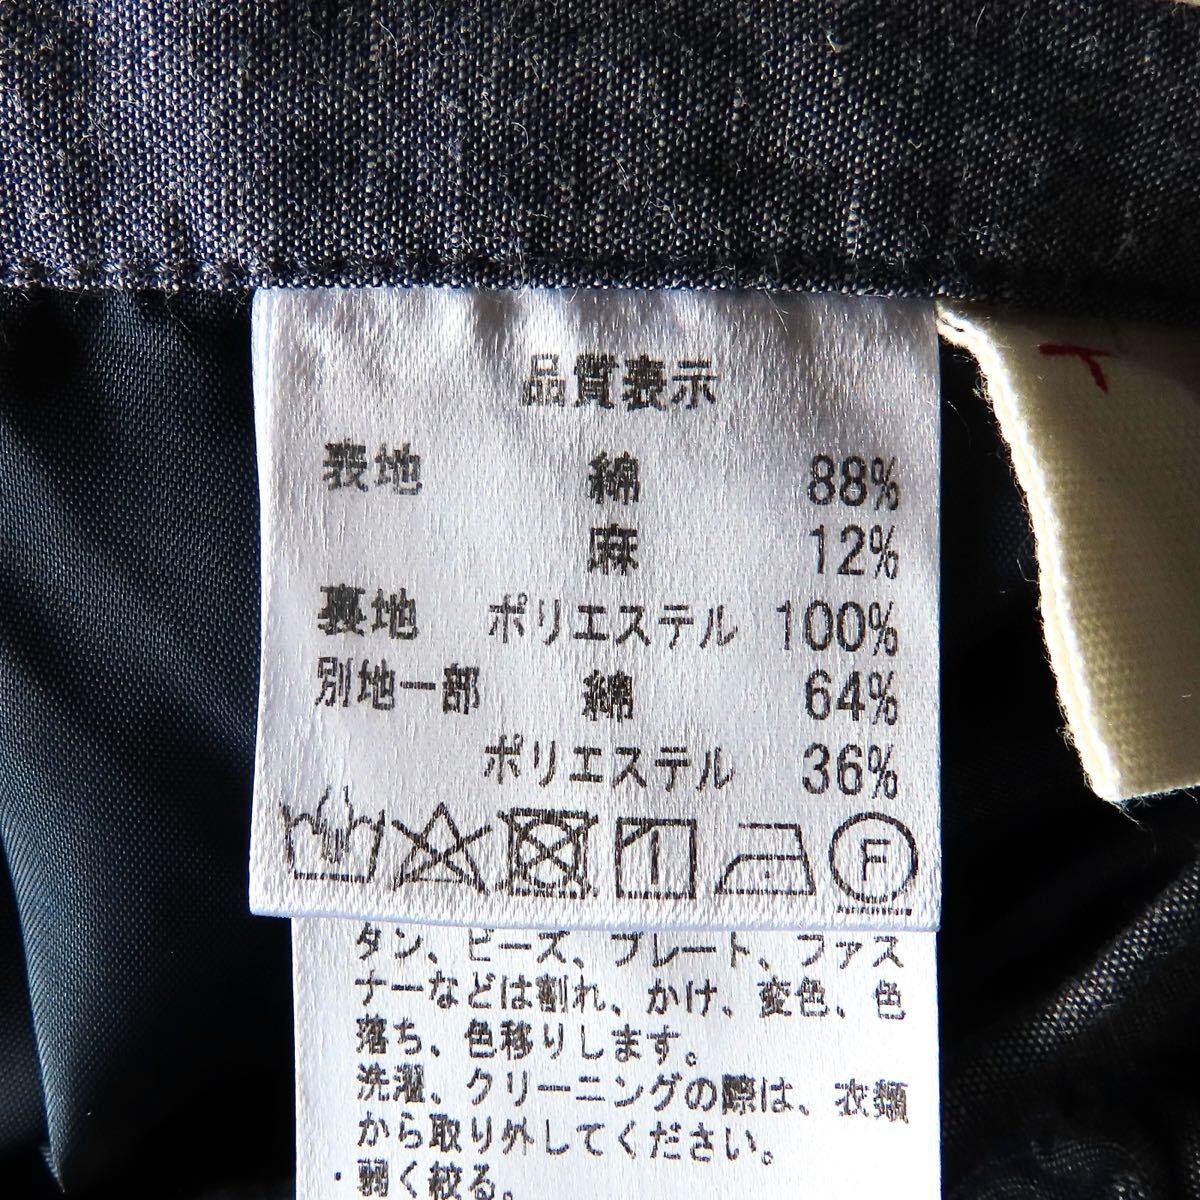 品質表示
表地 綿 88%
麻 12%
裏地 ポリエステル 100%
別地一部 綿 64%
ポリエステル 36%
F
タン、ビーズ、プレート、ファス
ナーなどは割れ、かけ、変色、色
落ち、色移りします。
洗濯、クリーニングの際は、衣類
から取り外してください。
・弱く絞る。